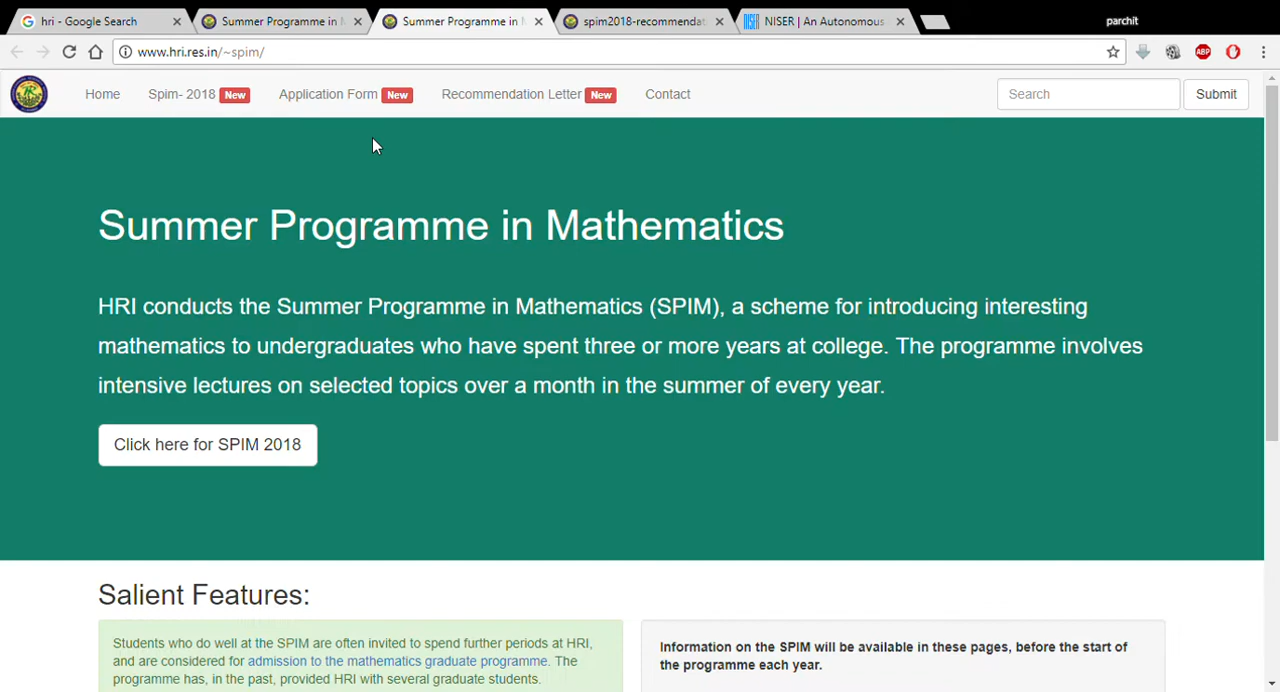 hri - Google Search
Summer Programme in M
Summer Programme in M
spim2018-recommendat
NISER | An Autonomous
parchit
www.hri.res.in/~spim/
Home Spim- 2018 New Application Form New Recommendation Letter New Contact Search Submit
Summer Programme in Mathematics
HRI conducts the Summer Programme in Mathematics (SPIM), a scheme for introducing interesting
mathematics to undergraduates who have spent three or more years at college. The programme involves
intensive lectures on selected topics over a month in the summer of every year.
Click here for SPIM 2018
Salient Features:
Students who do well at the SPIM are often invited to spend further periods at HRI,
and are considered for admission to the mathematics graduate programme. The
programme has, in the past, provided HRI with several graduate students.
Information on the SPIM will be available in these pages, before the start of
the programme each year.
ABP